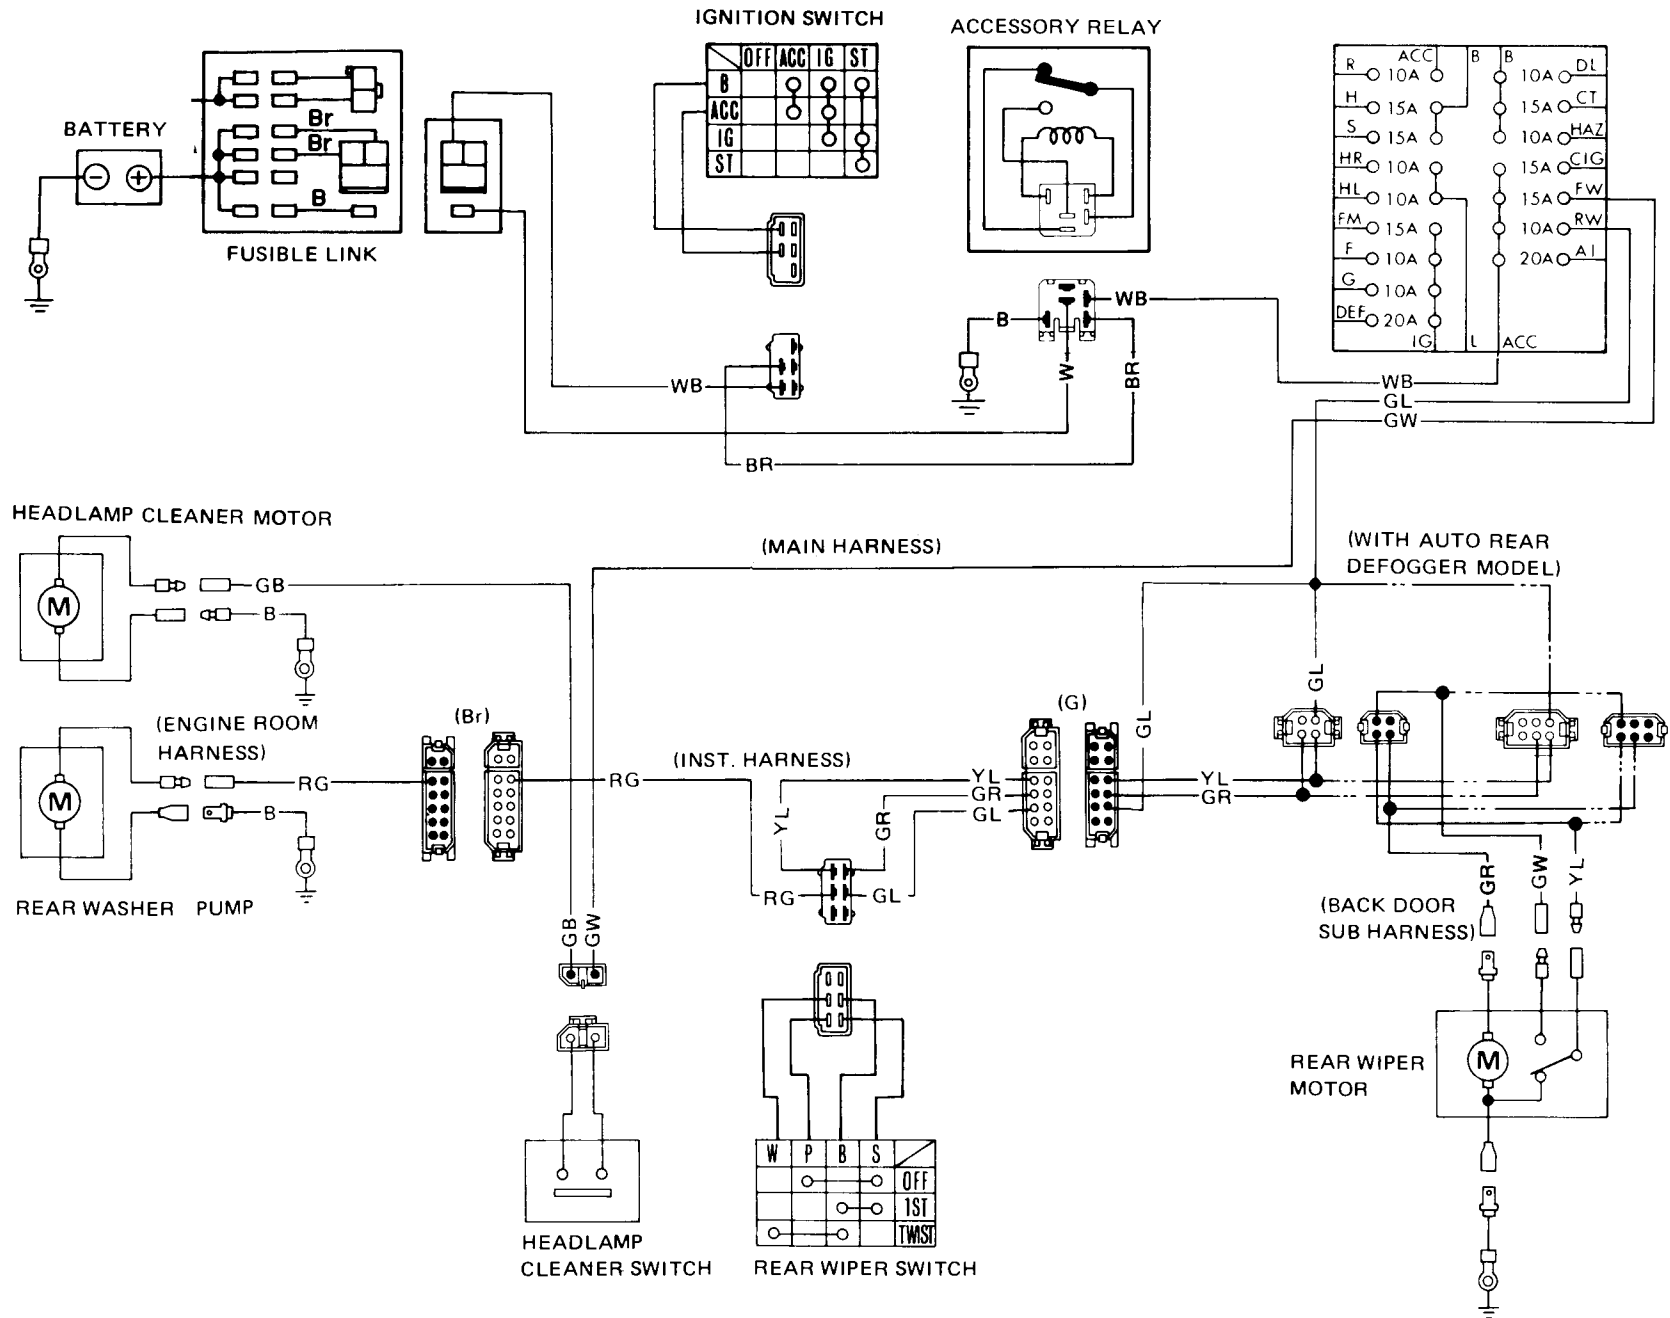 IGNITION SWITCH
ACCESSORY RELAY
OFF ACC IG ST
B
ACC
IG
ST
BATTERY
Br
Br
B
FUSIBLE LINK
ACC B B
R 10A 10A DL
H 15A 15A CT
S 15A 10A HAZ
HR 10A 15A CIG
HL 10A 15A FW
FM 15A 10A RW
F 10A 20A AI
G 10A
DEF 20A
IG L ACC
WB
B
W
BR
WB
WB
GL
GW
BR
HEADLAMP CLEANER MOTOR
M
GB
B
(MAIN HARNESS)
(WITH AUTO REAR
DEFOGGER MODEL)
GL
GL
(ENGINE ROOM
HARNESS)
(Br)
(G)
M
RG
B
RG
(INST. HARNESS)
YL
GR
GL
YL
GR
YL
GR
RG
GL
REAR WASHER PUMP
GB
GW
GR
GW
YL
(BACK DOOR
SUB HARNESS)
M
REAR WIPER
MOTOR
W P B S
OFF
1ST
TWIST
HEADLAMP
CLEANER SWITCH
REAR WIPER SWITCH